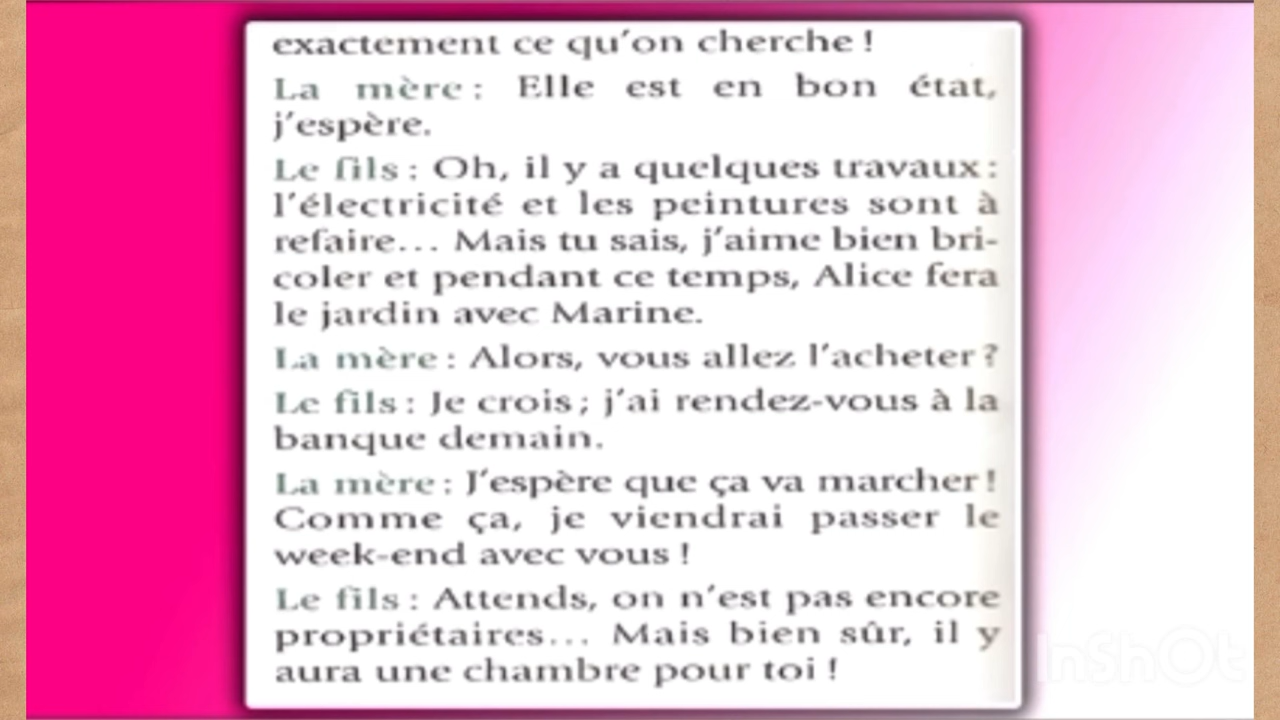 exactement ce qu'on cherche !
La mère : Elle est en bon état,
j'espère.
Le fils : Oh, il y a quelques travaux :
l'électricité et les peintures sont à
refaire... Mais tu sais, j'aime bien bri-
coler et pendant ce temps, Alice fera
le jardin avec Marine.
La mère : Alors, vous allez l'acheter ?
Le fils : Je crois ; j'ai rendez-vous à la
banque demain.
La mère : J'espère que ça va marcher !
Comme ça, je viendrai passer le
week-end avec vous !
Le fils : Attends, on n'est pas encore
propriétaires... Mais bien sûr, il y
aura une chambre pour toi !
InShOt